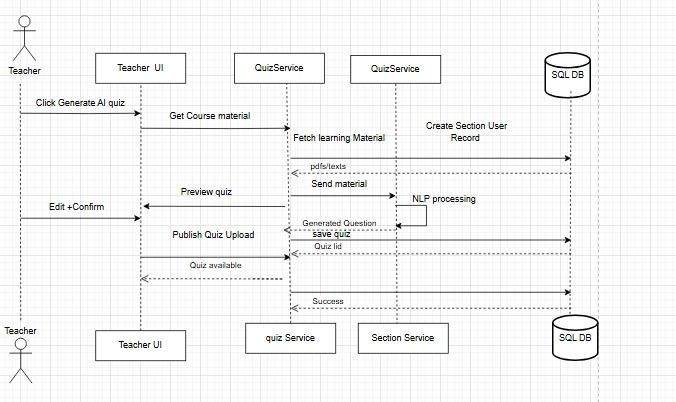 Teacher
Teacher  UI
QuizService
QuizService
SQL DB
Click Generate AI quiz
Get Course material
Create Section User
Record
Fetch learning Material
pdfs/texts
Send material
Preview quiz
NLP processing
Edit +Confirm
Generated Question
Publish Quiz Upload
save quiz
Quiz Iid
Quiz available
Success
Teacher
Teacher UI
quiz Service
Section Service
SQL DB